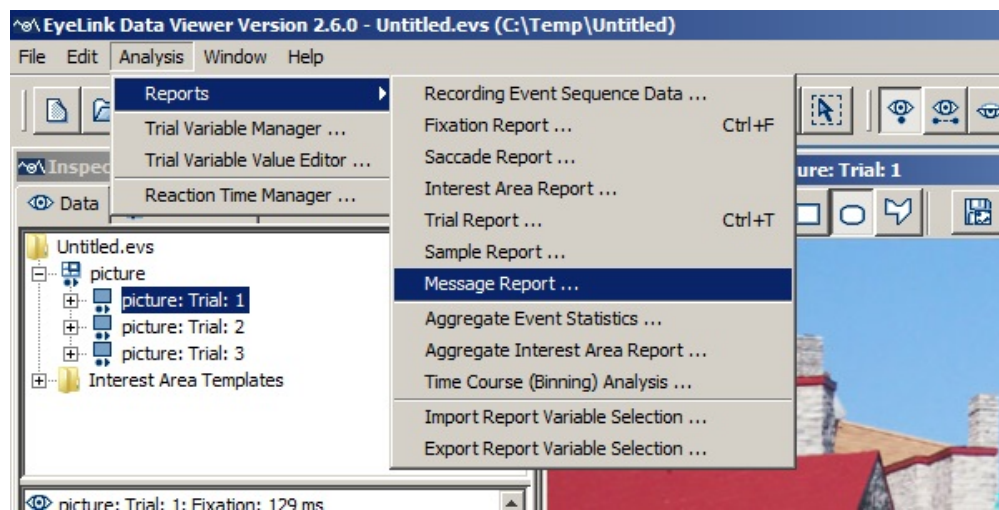 EyeLink Data Viewer Version 2.6.0 - Untitled.evs (C:\Temp\Untitled)
File Edit Analysis Window Help
Reports
Trial Variable Manager ...
Trial Variable Value Editor ...
Reaction Time Manager ...
Recording Event Sequence Data ...
Fixation Report ... Ctrl+F
Saccade Report ...
Interest Area Report ...
Trial Report ... Ctrl+T
Sample Report ...
Message Report ...
Aggregate Event Statistics ...
Aggregate Interest Area Report ...
Time Course (Binning) Analysis ...
Import Report Variable Selection ...
Export Report Variable Selection ...
Inspec
Data
Untitled.evs
picture
picture: Trial: 1
picture: Trial: 2
picture: Trial: 3
Interest Area Templates
picture: Trial: 1: Fixation: 129 ms
ure: Trial: 1